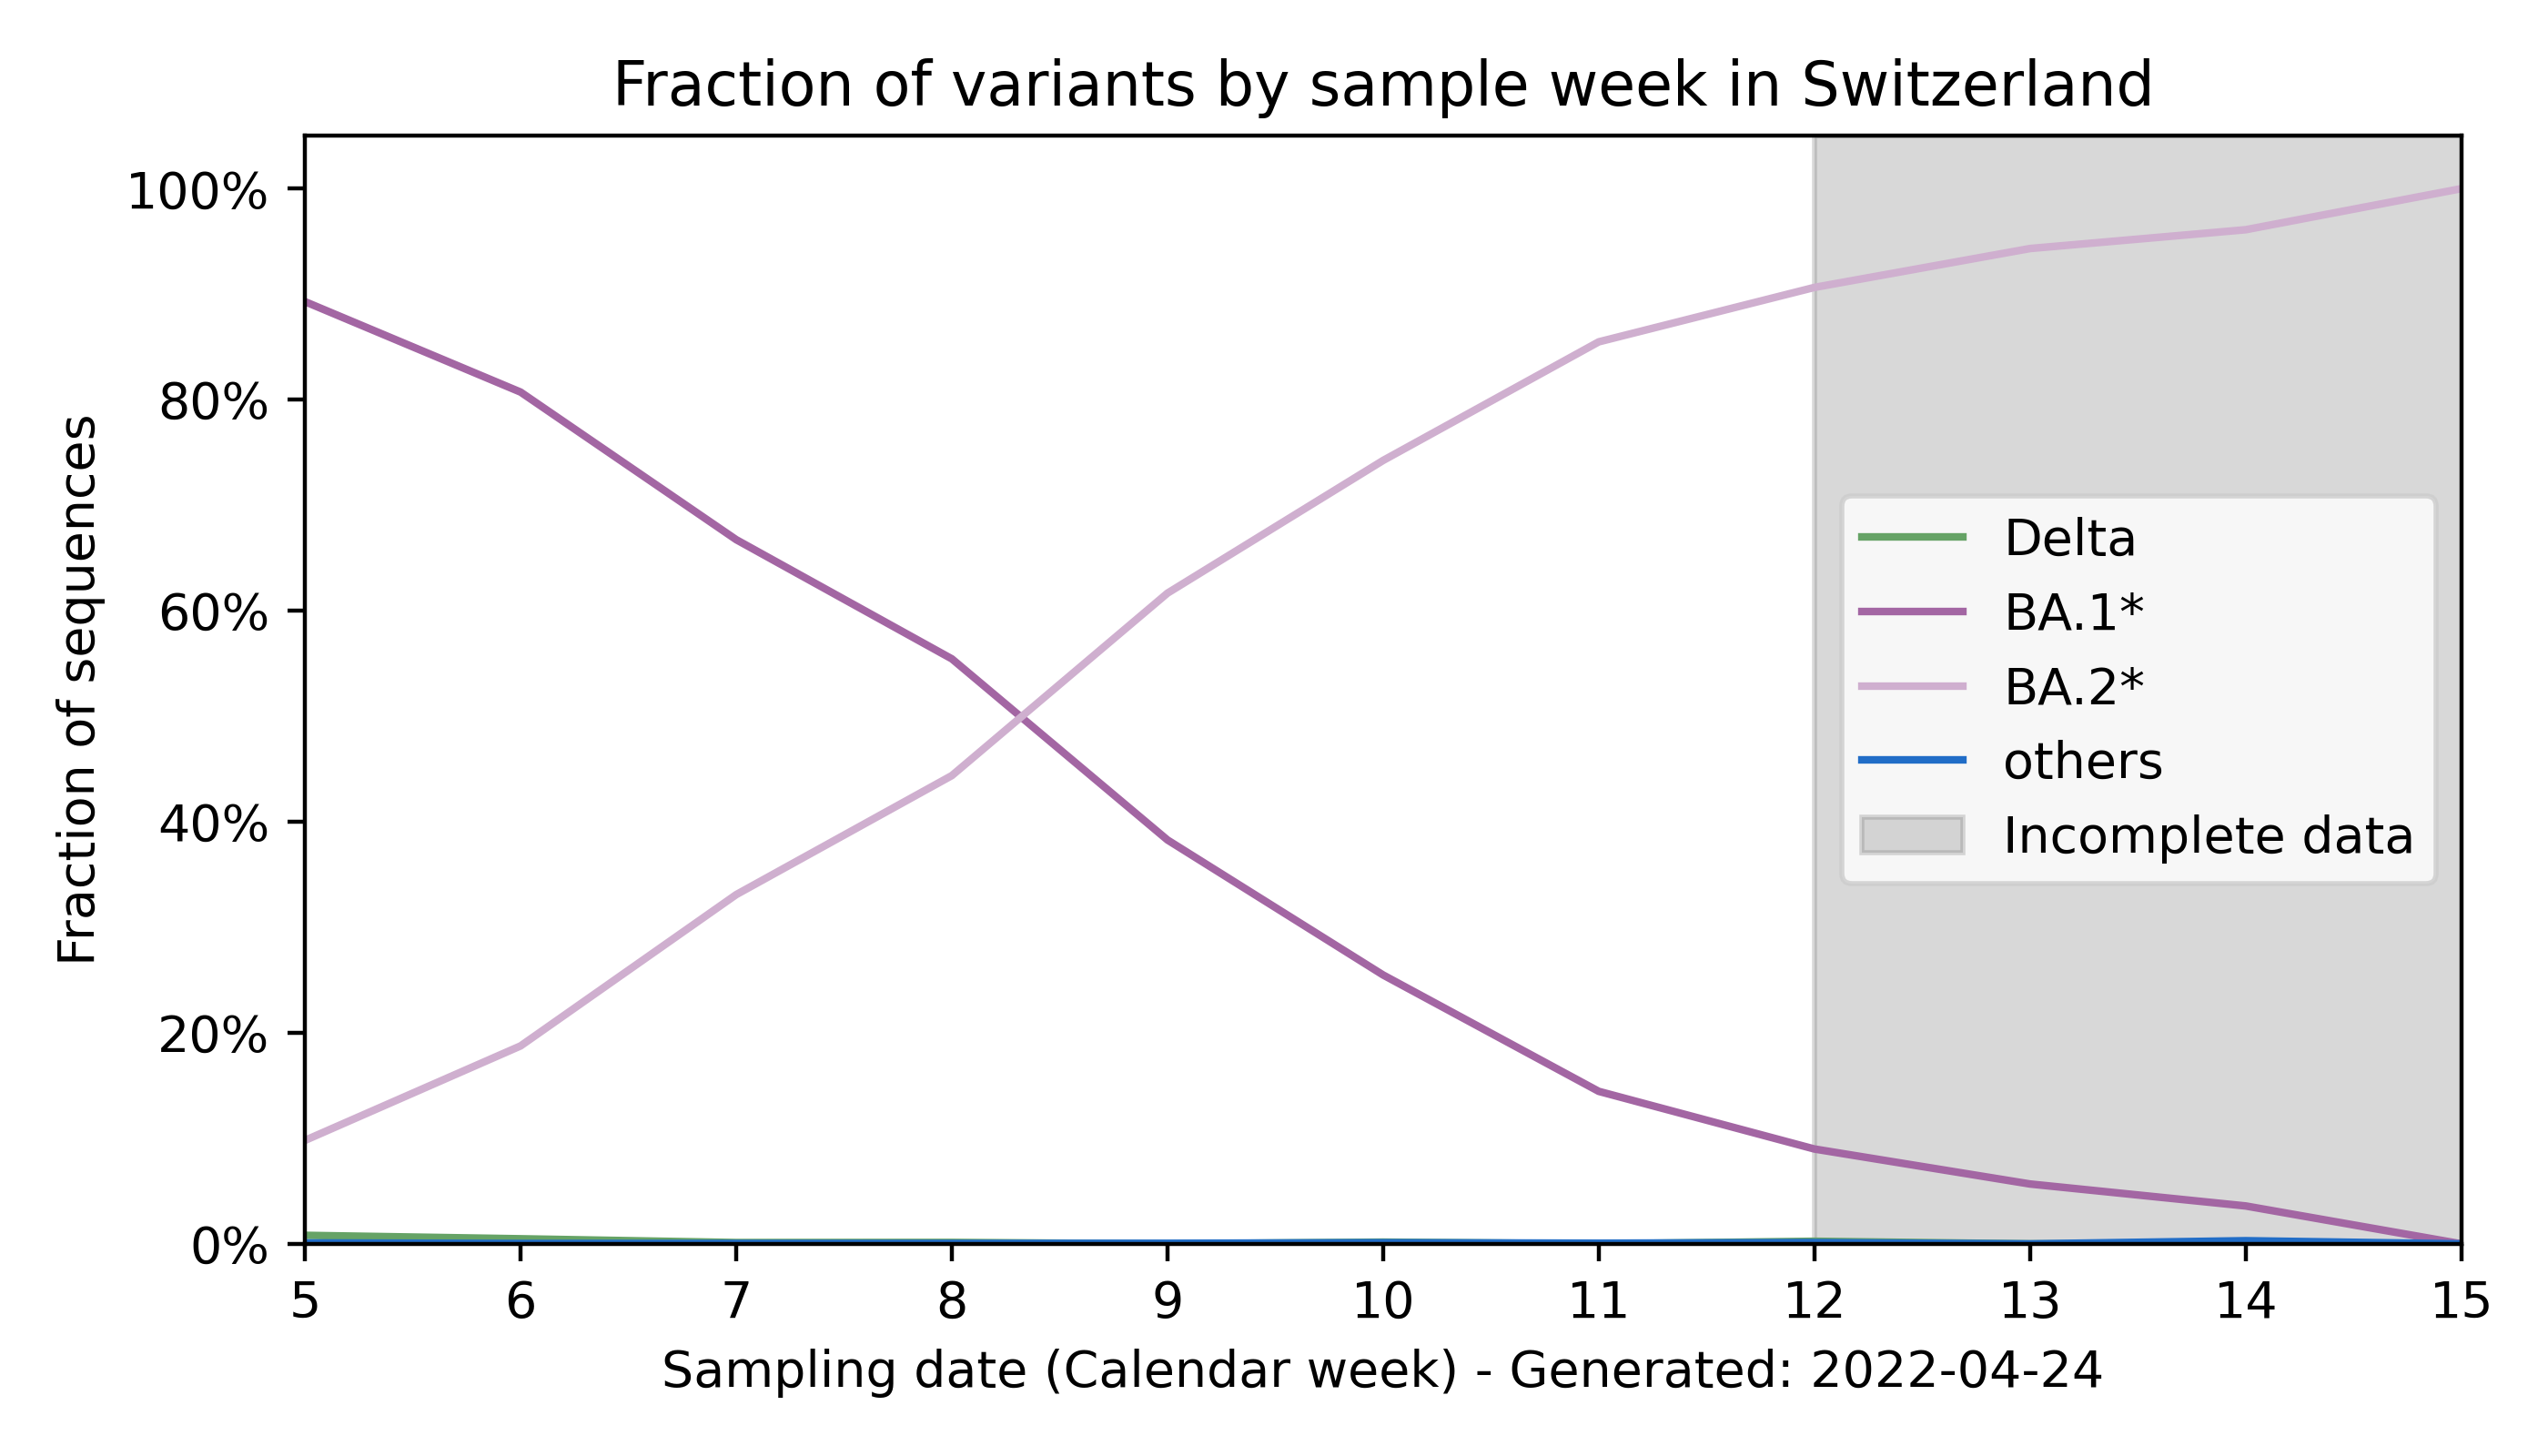 Fraction of variants by sample week in Switzerland
Fraction of sequences
100%
80%
60%
40%
20%
0%
Delta
BA.1*
BA.2*
others
Incomplete data
5 6 7 8 9 10 11 12 13 14 15
Sampling date (Calendar week) - Generated: 2022-04-24